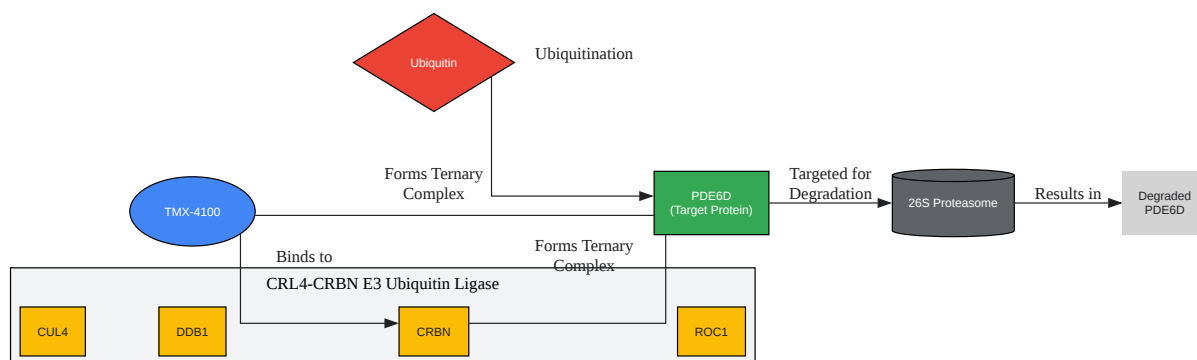 Ubiquitin
Ubiquitination
Forms Ternary
Complex
TMX-4100
PDE6D
(Target Protein)
Targeted for
Degradation
26S Proteasome
Results in
Degraded
PDE6D
Binds to
Forms Ternary
Complex
CRL4-CRBN E3 Ubiquitin Ligase
CUL4
DDB1
CRBN
ROC1